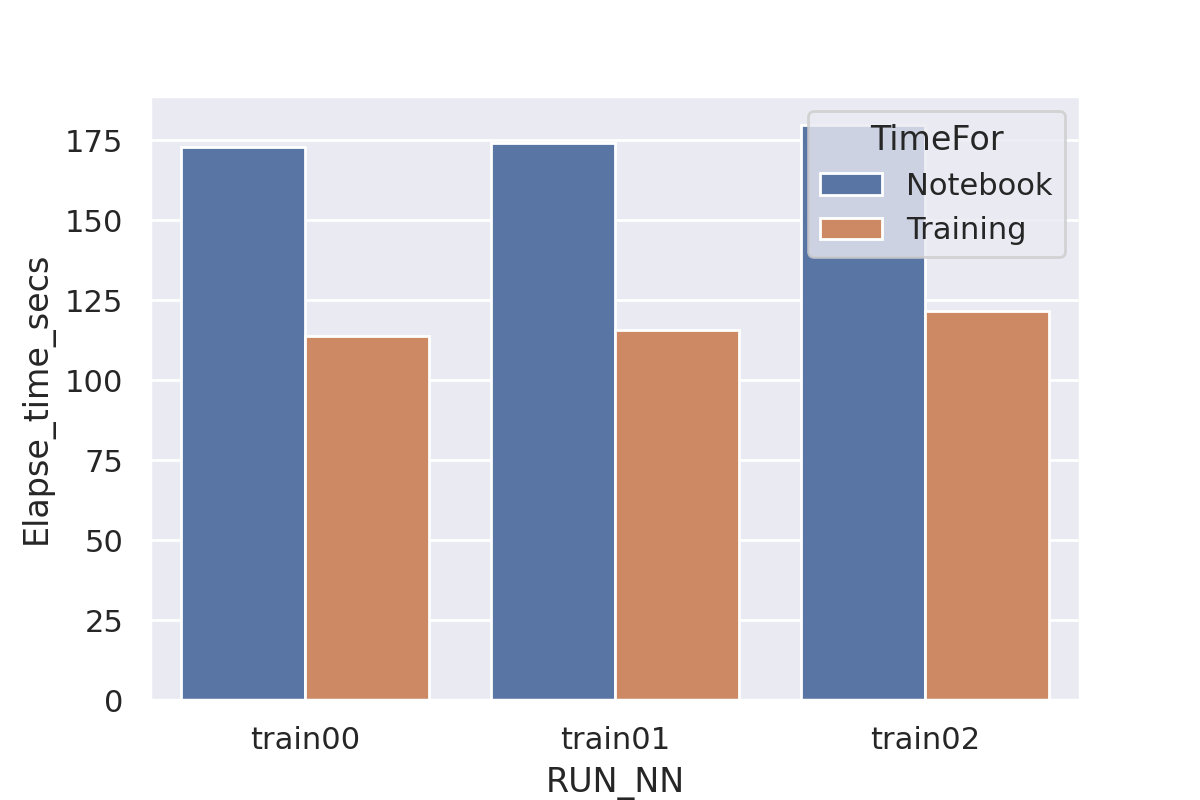 175
150
125
100
75
50
25
0
Elapse_time_secs
TimeFor
Notebook
Training
train00
train01
train02
RUN_NN